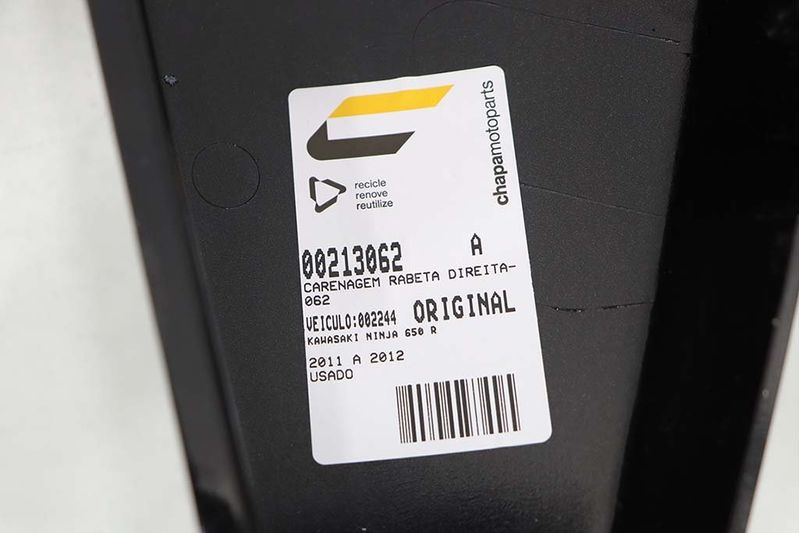 chapamotoparts
recicle
renove
reutilize
00213062 A
CARENAGEM RABETA DIREITA-
062
VEICULO:002244 ORIGINAL
KAWASAKI NINJA 650 R
2011 A 2012
USADO